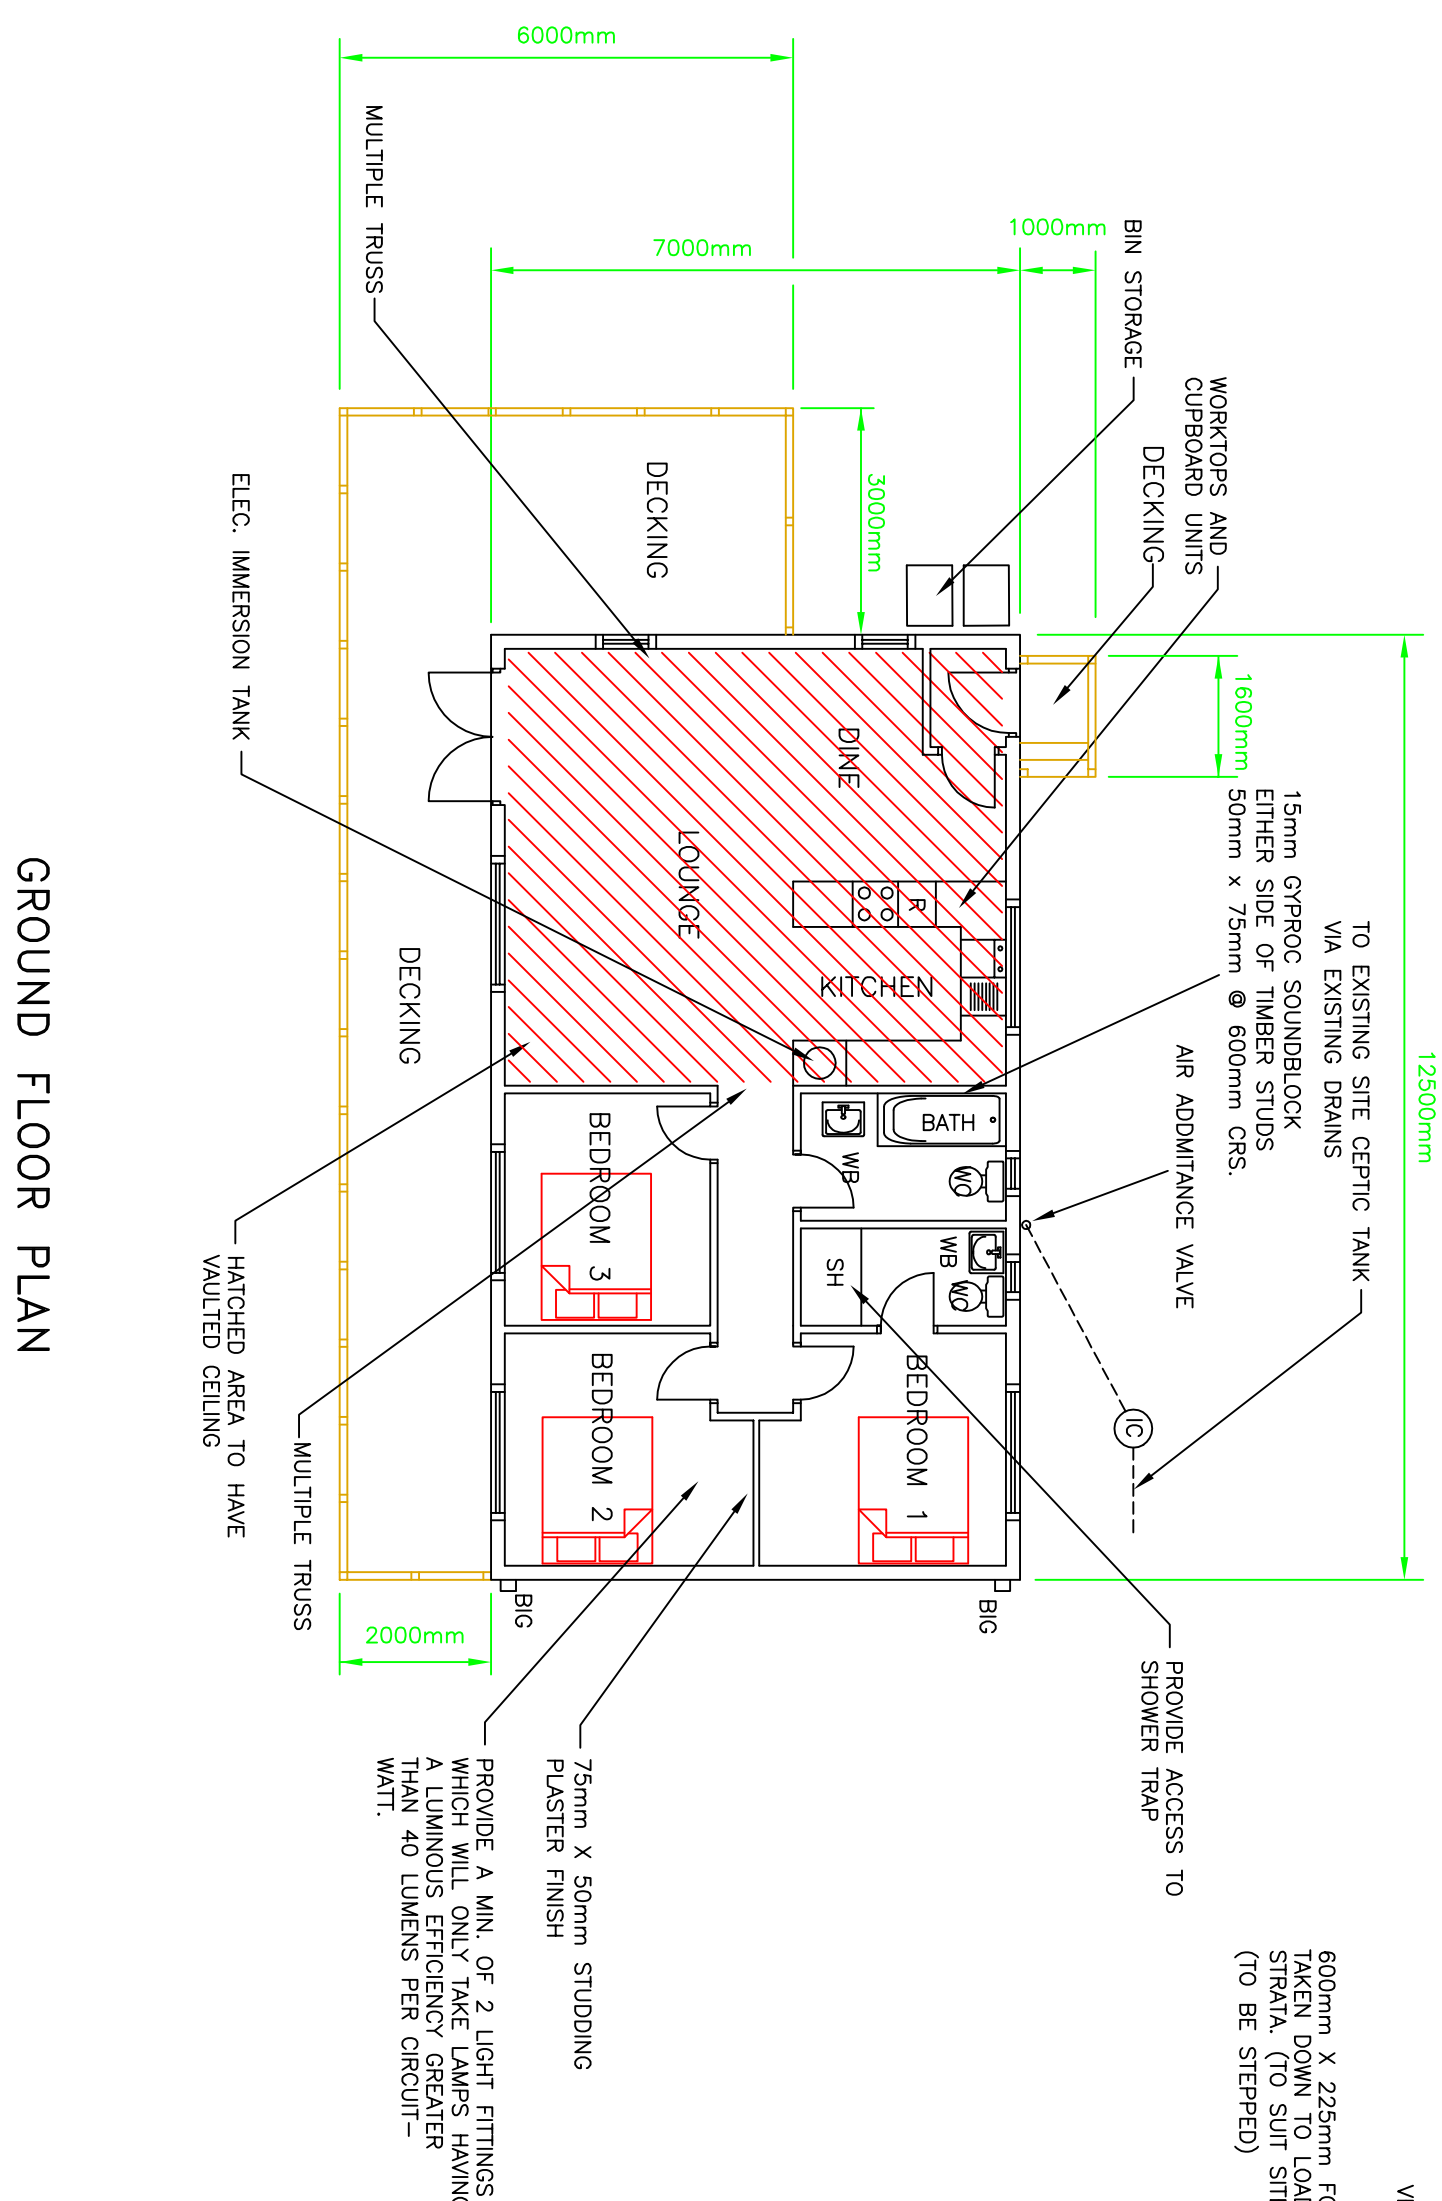 12500mm
TO EXISTING SITE CEPTIC TANK
VIA EXISTING DRAINS
15mm GYPROC SOUNDBLOCK
EITHER SIDE OF TIMBER STUDS
50mm x 75mm @ 600mm CRS.
AIR ADDMITANCE VALVE
WORKTOPS AND
CUPBOARD UNITS
DECKING
BIN STORAGE
1600mm
1000mm
7000mm
6000mm
3000mm
MULTIPLE TRUSS
DECKING
ELEC. IMMERSION TANK
DINE
LOUNGE
R
KITCHEN
BATH
WB
WC
WB
WC
SH
IC
BEDROOM 1
BEDROOM 3
BEDROOM 2
DECKING
BIG
BIG
2000mm
PROVIDE ACCESS TO
SHOWER TRAP
600mm X 225mm
TAKEN DOWN TO
STRATA. (TO SUIT
(TO BE STEPPED)
75mm X 50mm STUDDING
PLASTER FINISH
PROVIDE A MIN. OF 2 LIGHT FITTINGS
WHICH WILL ONLY TAKE LAMPS HAVING
A LUMINOUS EFFICIENCY GREATER
THAN 40 LUMENS PER CIRCUIT–
WATT.
MULTIPLE TRUSS
HATCHED AREA TO HAVE
VAULTED CEILING
GROUND FLOOR PLAN